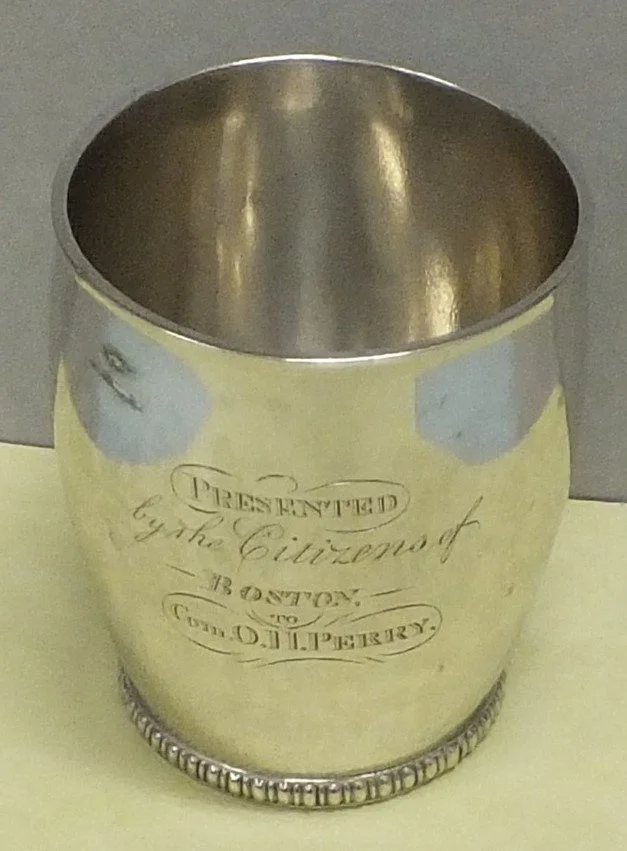 PRESENTED
by the Citizens of
BOSTON,
TO
Com. O.H. PERRY.